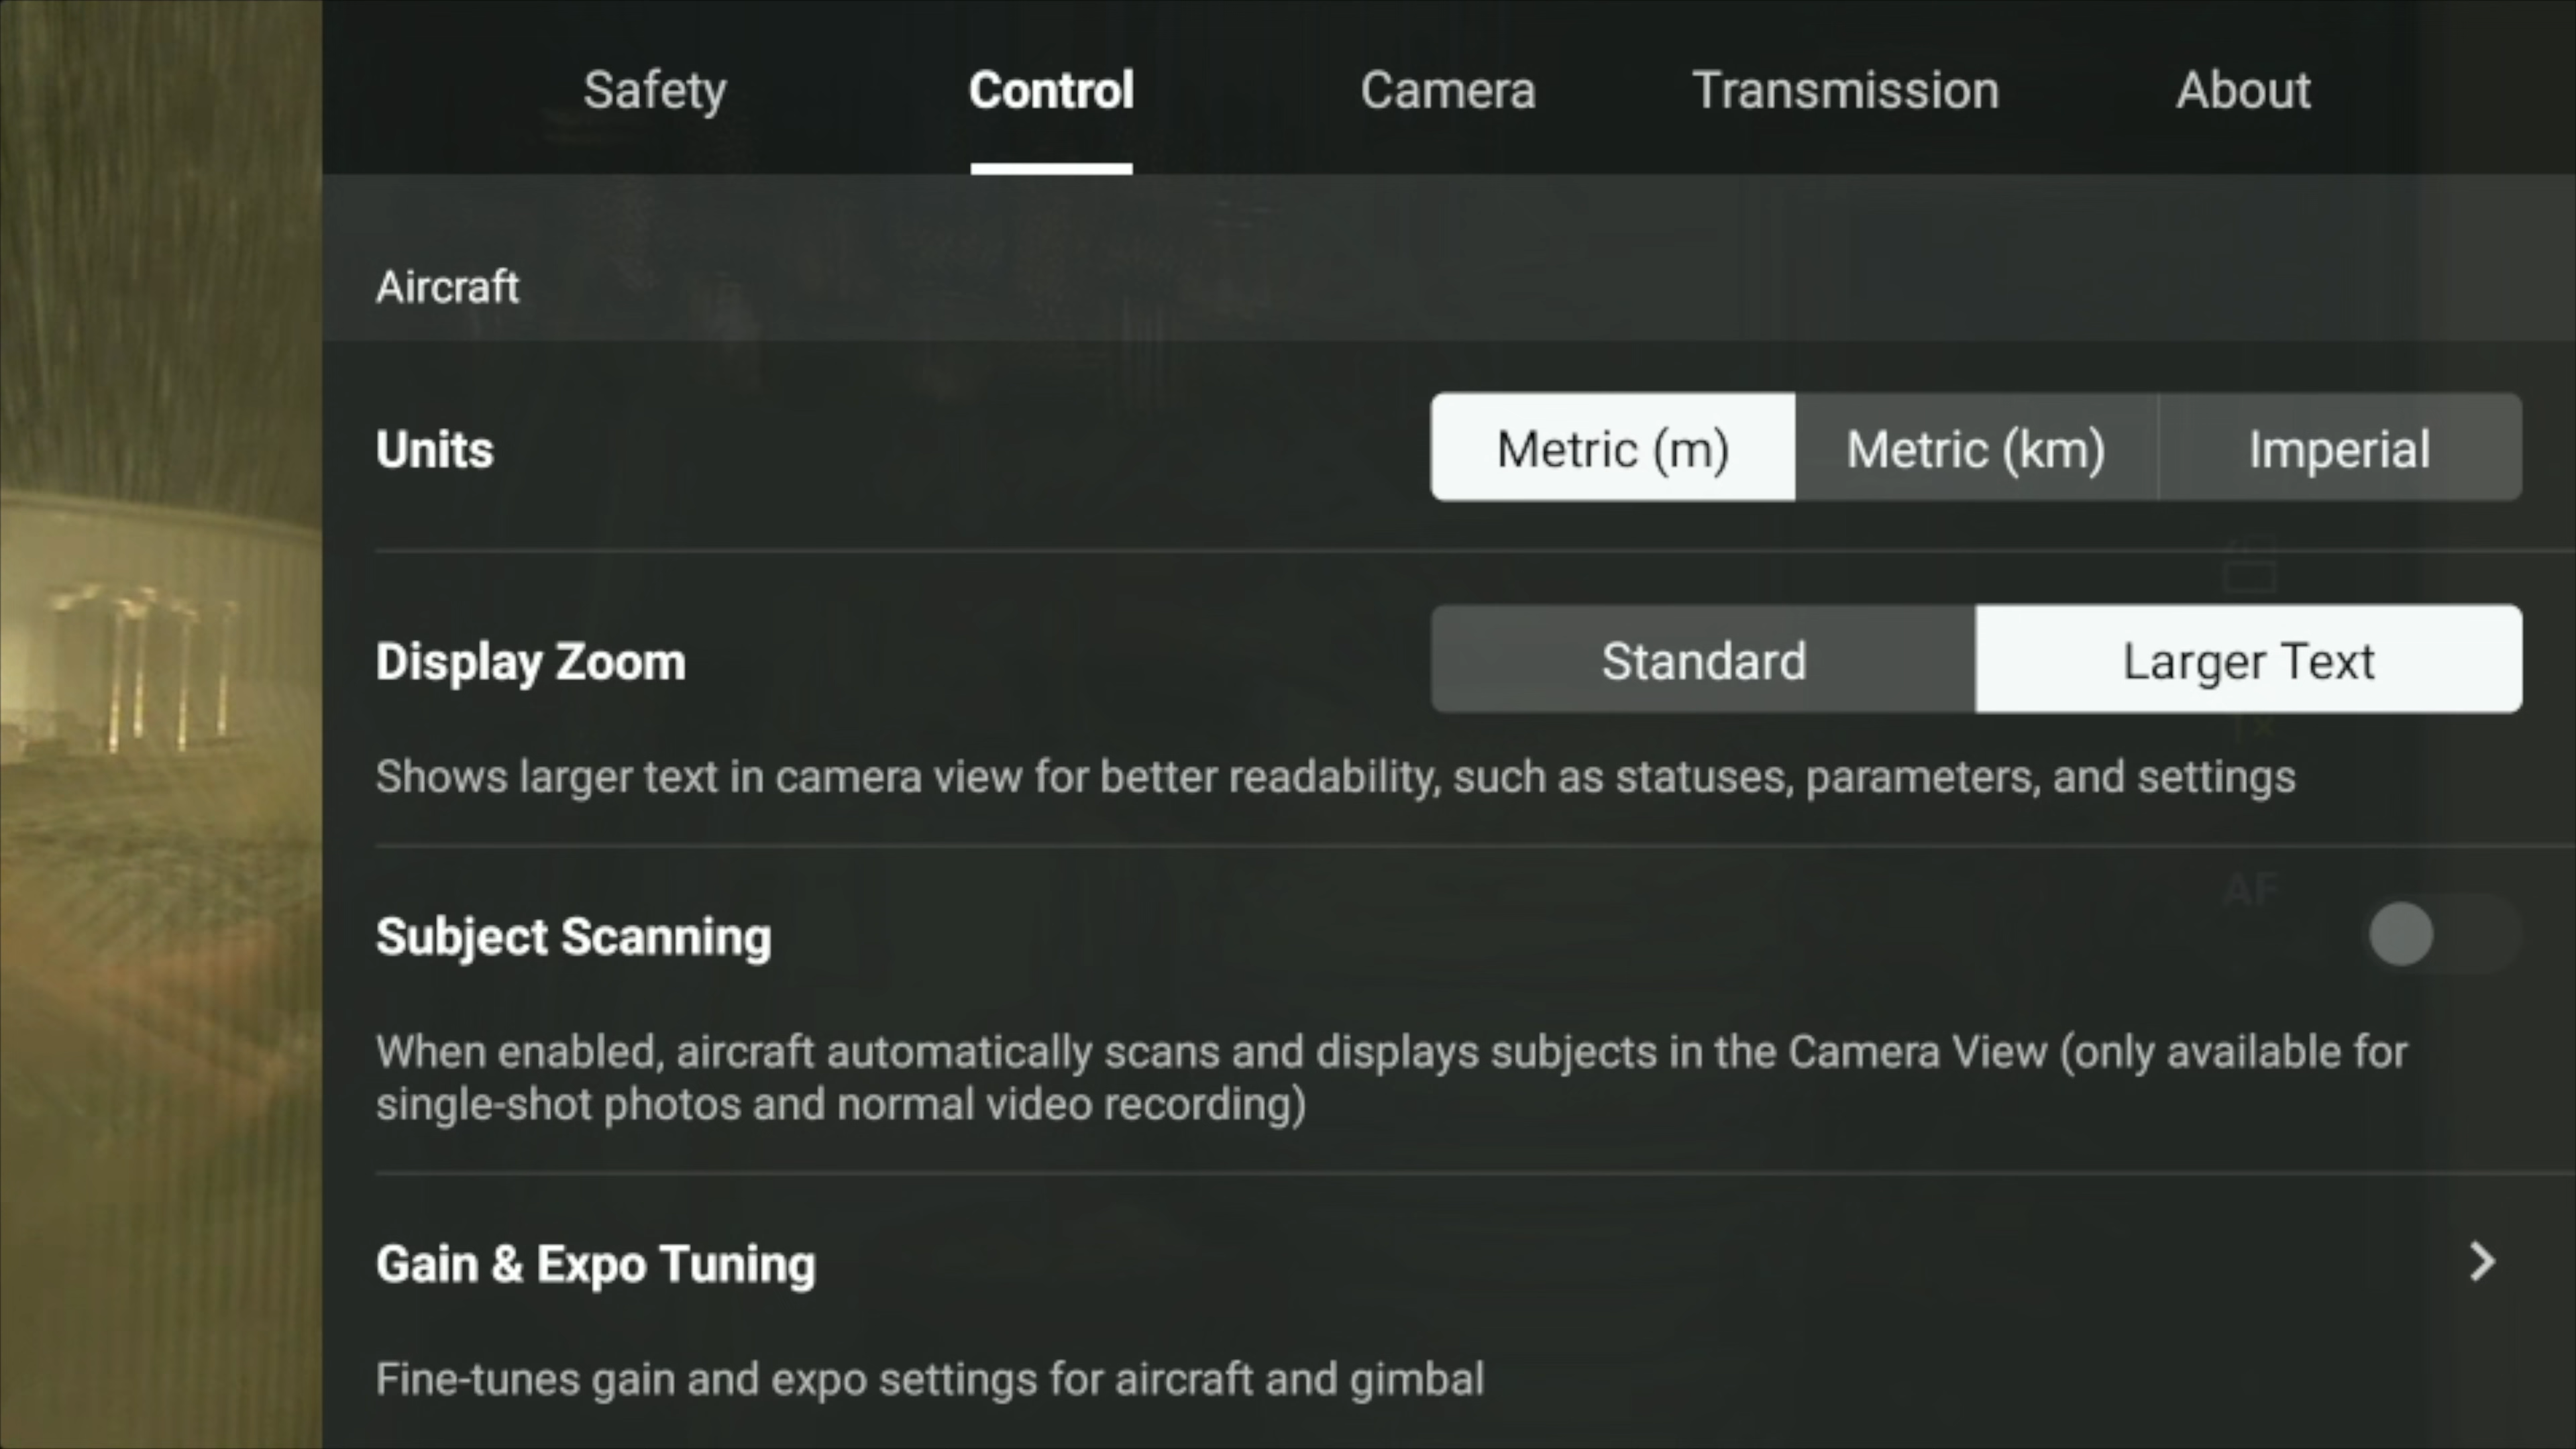 Safety Control Camera Transmission About
Aircraft
Units Metric (m) Metric (km) Imperial
Display Zoom Standard Larger Text
Shows larger text in camera view for better readability, such as statuses, parameters, and settings
AF
Subject Scanning
When enabled, aircraft automatically scans and displays subjects in the Camera View (only available for
single-shot photos and normal video recording)
Gain & Expo Tuning
Fine-tunes gain and expo settings for aircraft and gimbal